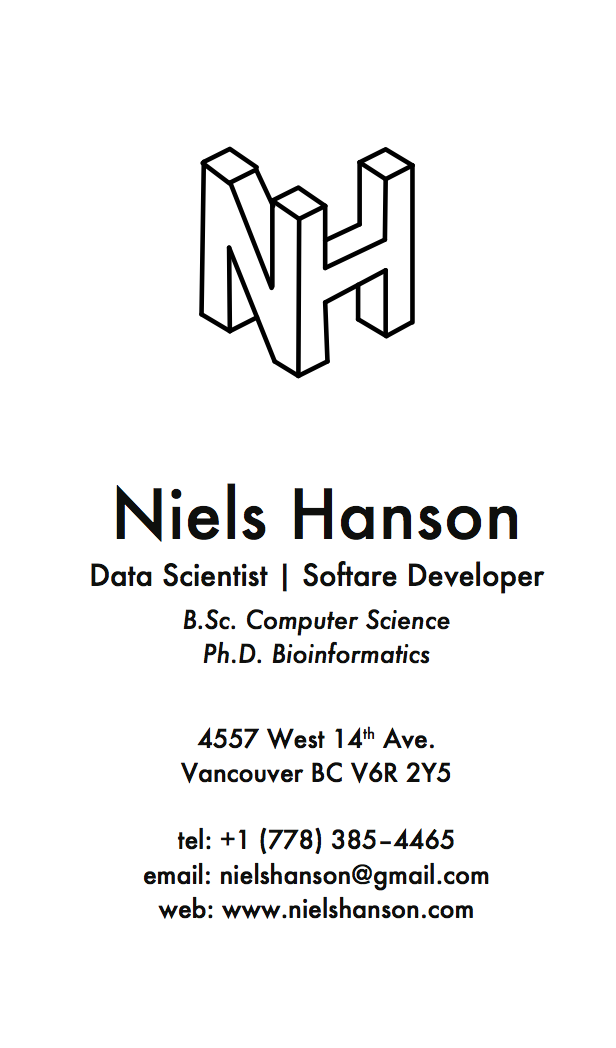 NH
Niels Hanson
Data Scientist | Softare Developer
B.Sc. Computer Science
Ph.D. Bioinformatics
4557 West 14th Ave.
Vancouver BC V6R 2Y5
tel: +1 (778) 385–4465
email: nielshanson@gmail.com
web: www.nielshanson.com